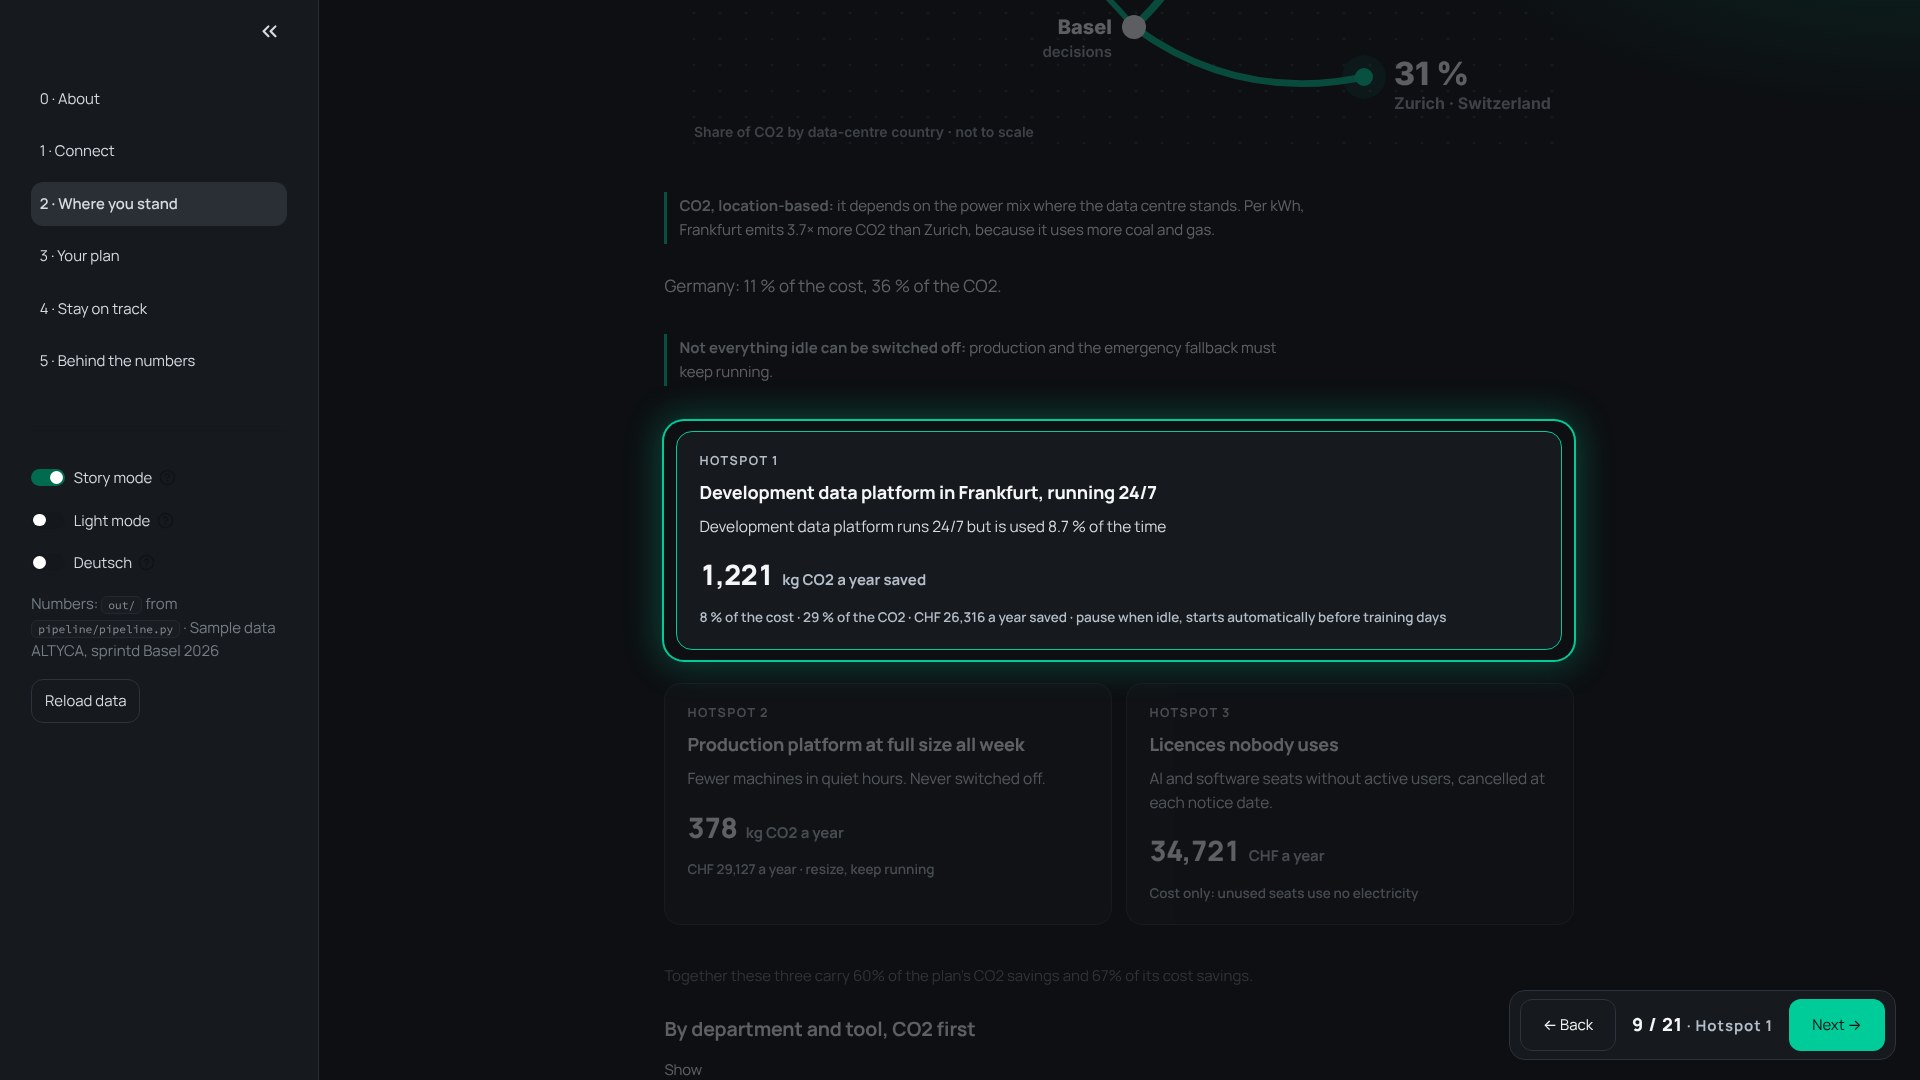 0 · About
1 · Connect
2 · Where you stand
3 · Your plan
4 · Stay on track
5 · Behind the numbers
Story mode
Light mode
Deutsch
Numbers: out/ from
pipeline/pipeline.py · Sample data
ALTYCA, sprintd Basel 2026
Reload data
Basel
decisions
31 %
Zurich · Switzerland
Share of CO2 by data-centre country · not to scale
CO2, location-based: it depends on the power mix where the data centre stands. Per kWh,
Frankfurt emits 3.7× more CO2 than Zurich, because it uses more coal and gas.
Germany: 11 % of the cost, 36 % of the CO2.
Not everything idle can be switched off: production and the emergency fallback must
keep running.
HOTSPOT 1
Development data platform in Frankfurt, running 24/7
Development data platform runs 24/7 but is used 8.7 % of the time
1,221 kg CO2 a year saved
8 % of the cost · 29 % of the CO2 · CHF 26,316 a year saved · pause when idle, starts automatically before training days
HOTSPOT 2
Production platform at full size all week
Fewer machines in quiet hours. Never switched off.
378 kg CO2 a year
CHF 29,127 a year · resize, keep running
HOTSPOT 3
Licences nobody uses
AI and software seats without active users, cancelled at
each notice date.
34,721 CHF a year
Cost only: unused seats use no electricity
Together these three carry 60% of the plan's CO2 savings and 67% of its cost savings.
By department and tool, CO2 first
Show
← Back
9 / 21 · Hotspot 1
Next →